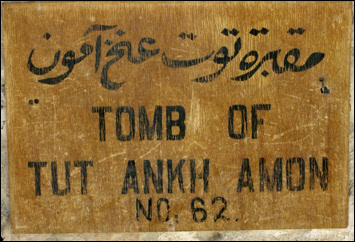 مقبرة توت عنخ آمون
TOMB OF
TUT ANKH AMON
NO. 62.